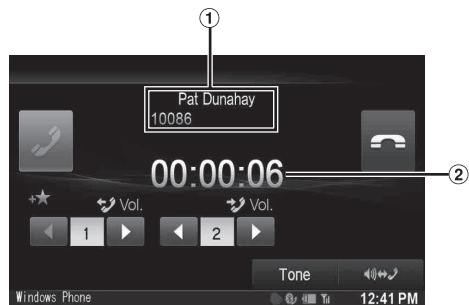 1
Pat Dunahay
10086
00:00:06
2
Vol. Vol.
1 2
Tone
Windows Phone 12:41 PM